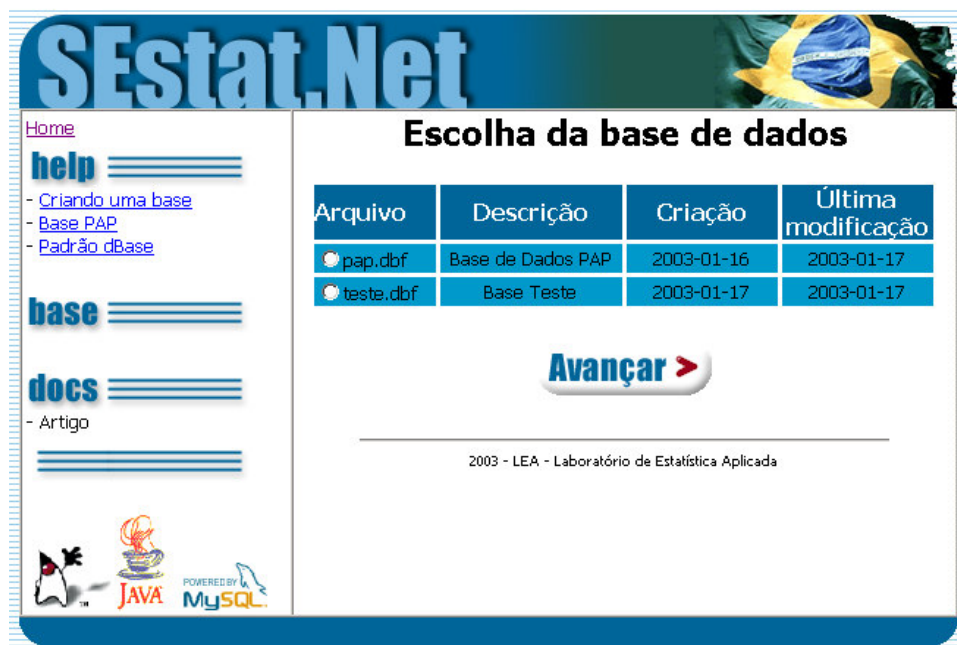 SEstat.Net
Home
help
- Criando uma base
- Base PAP
- Padrão dBase
base
docs
- Artigo
JAVA
TM
POWERED BY
MySQL
Escolha da base de dados
Arquivo Descrição Criação Última modificação
pap.dbf Base de Dados PAP 2003-01-16 2003-01-17
teste.dbf Base Teste 2003-01-17 2003-01-17
Avançar >
2003 - LEA - Laboratório de Estatística Aplicada